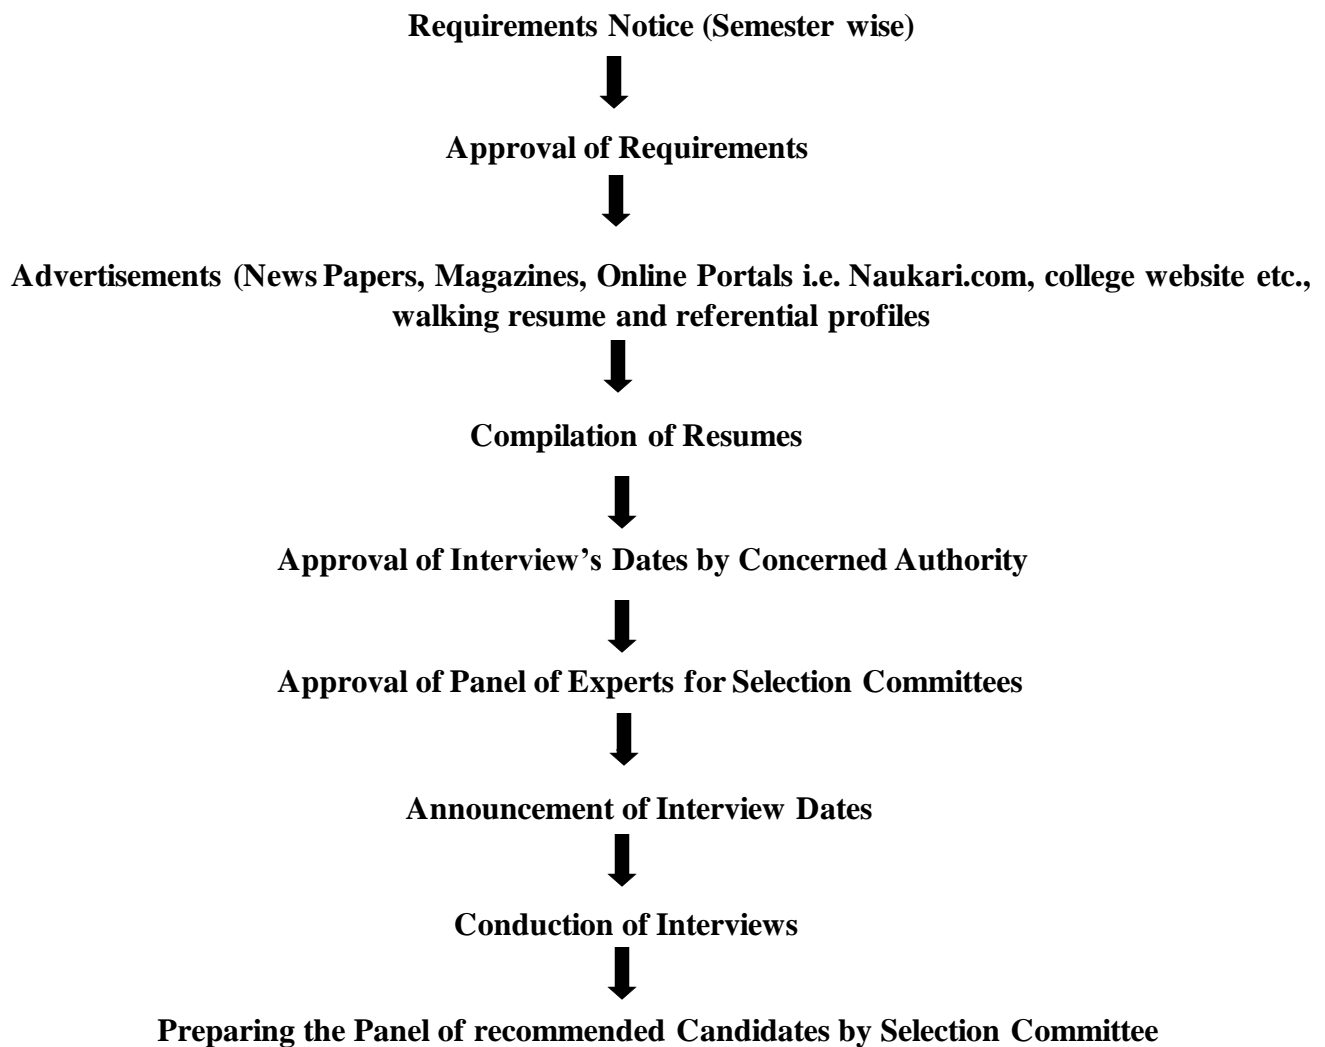 Requirements Notice (Semester wise)
Approval of Requirements
Advertisements (News Papers, Magazines, Online Portals i.e. Naukari.com, college website etc.,
walking resume and referential profiles
Compilation of Resumes
Approval of Interview’s Dates by Concerned Authority
Approval of Panel of Experts for Selection Committees
Announcement of Interview Dates
Conduction of Interviews
Preparing the Panel of recommended Candidates by Selection Committee